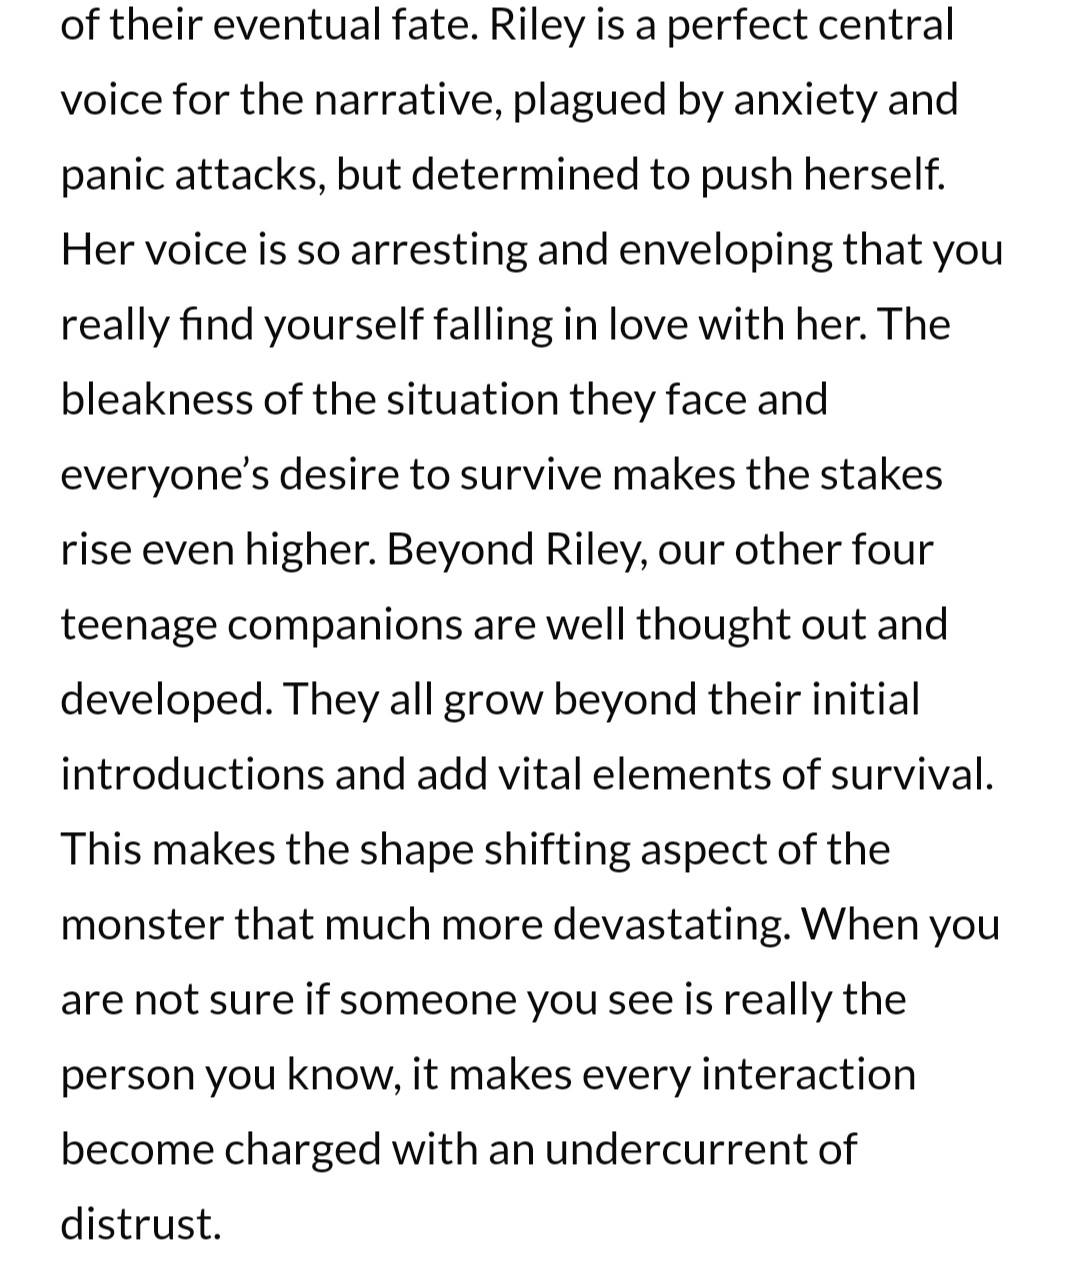 of their eventual fate. Riley is a perfect central
voice for the narrative, plagued by anxiety and
panic attacks, but determined to push herself.
Her voice is so arresting and enveloping that you
really find yourself falling in love with her. The
bleakness of the situation they face and
everyone’s desire to survive makes the stakes
rise even higher. Beyond Riley, our other four
teenage companions are well thought out and
developed. They all grow beyond their initial
introductions and add vital elements of survival.
This makes the shape shifting aspect of the
monster that much more devastating. When you
are not sure if someone you see is really the
person you know, it makes every interaction
become charged with an undercurrent of
distrust.